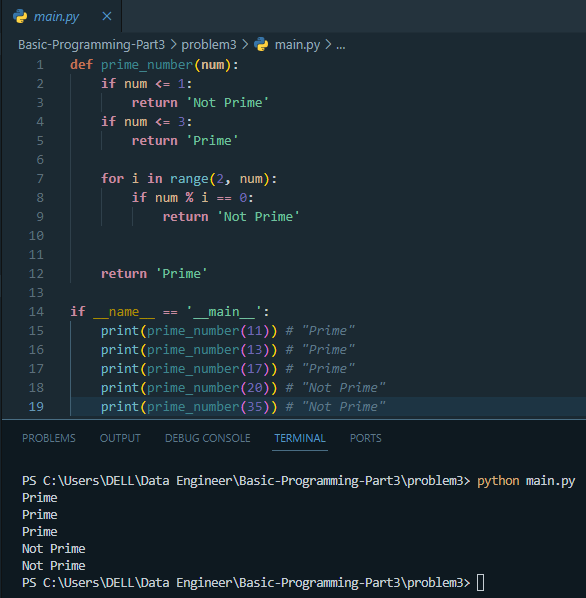 main.py ×
Basic-Programming-Part3 > problem3 > main.py > ...
1 def prime_number(num):
2     if num <= 1:
3         return 'Not Prime'
4     if num <= 3:
5         return 'Prime'
6
7     for i in range(2, num):
8         if num % i == 0:
9             return 'Not Prime'
10
11
12     return 'Prime'
13
14 if __name__ == '__main__':
15     print(prime_number(11)) # "Prime"
16     print(prime_number(13)) # "Prime"
17     print(prime_number(17)) # "Prime"
18     print(prime_number(20)) # "Not Prime"
19     print(prime_number(35)) # "Not Prime"
PROBLEMS OUTPUT DEBUG CONSOLE TERMINAL PORTS
PS C:\Users\DELL\Data Engineer\Basic-Programming-Part3\problem3> python main.py
Prime
Prime
Prime
Not Prime
Not Prime
PS C:\Users\DELL\Data Engineer\Basic-Programming-Part3\problem3>